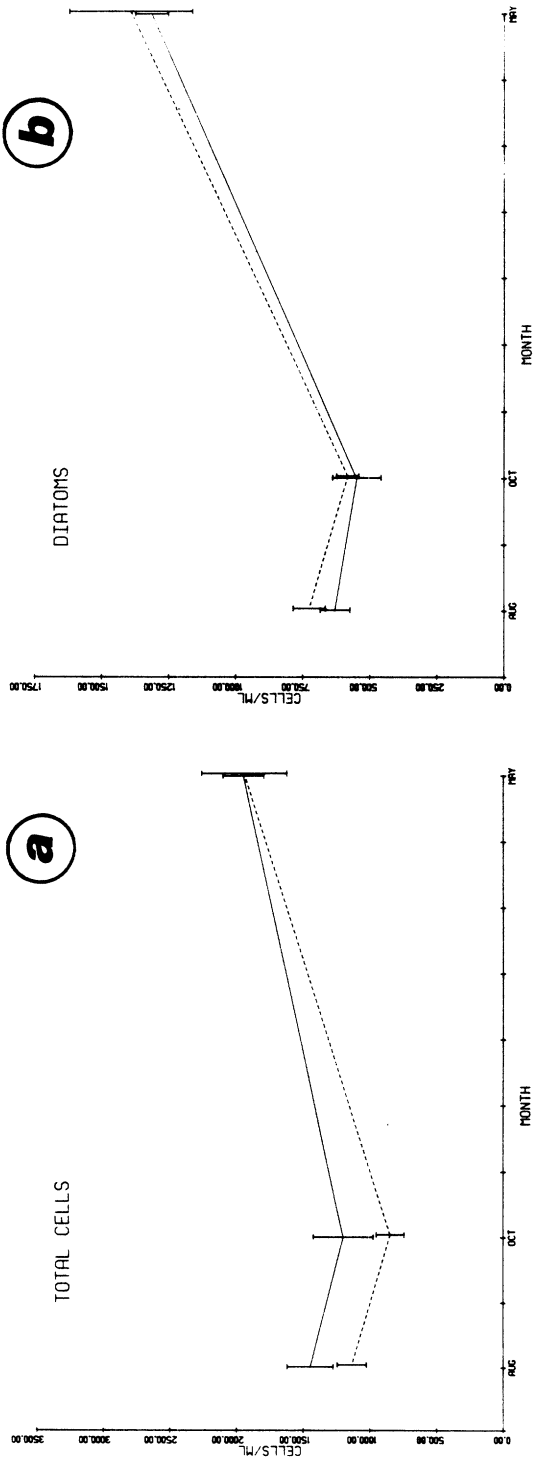 a
TOTAL CELLS
3500.00
3000.00
2500.00
2000.00
1500.00
1000.00
500.00
0.00
CELLS/ML
AUG
OCT
MAY
MONTH
b
DIATOMS
1750.00
1500.00
1250.00
1000.00
750.00
500.00
250.00
0.00
CELLS/ML
AUG
OCT
MAY
MONTH